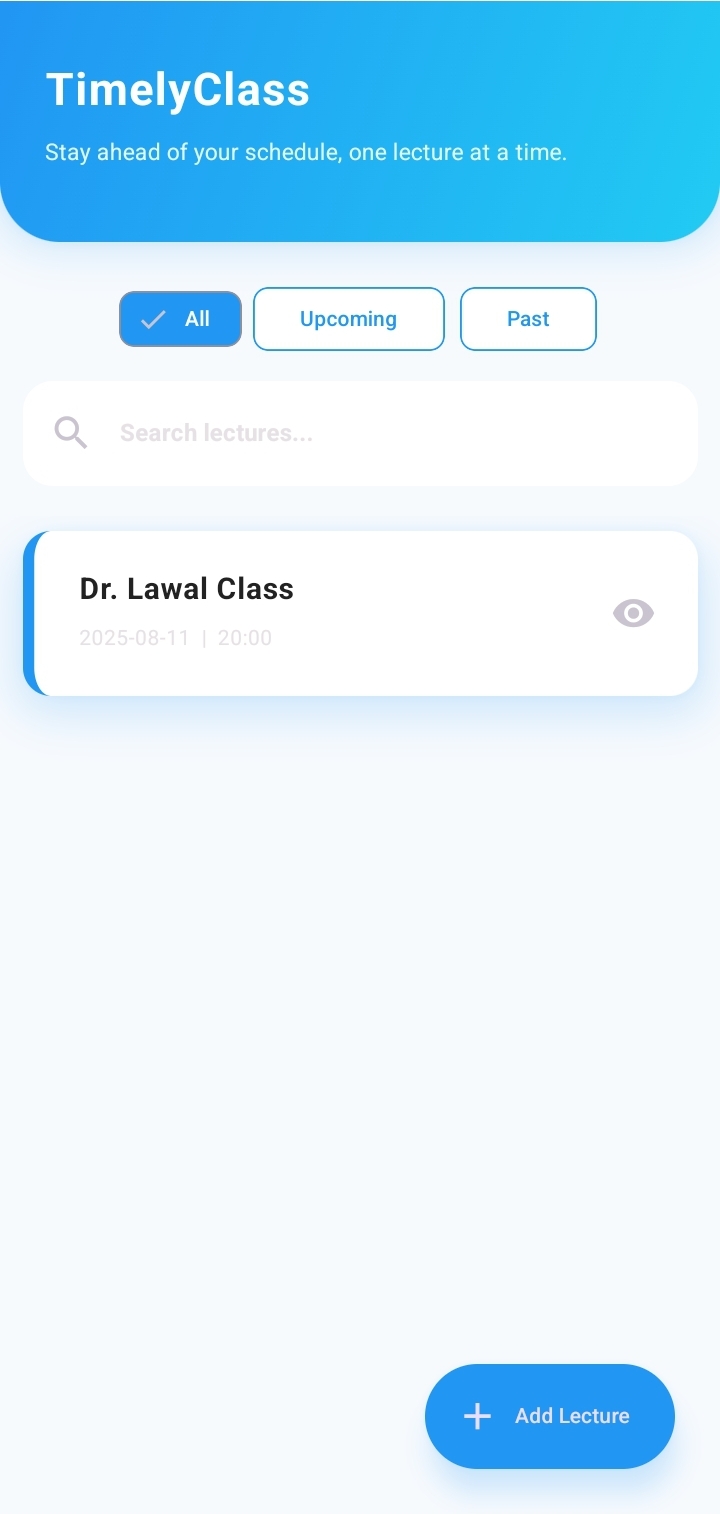 TimelyClass
Stay ahead of your schedule, one lecture at a time.
All
Upcoming
Past
Search lectures...
Dr. Lawal Class
2025-08-11 | 20:00
Add Lecture